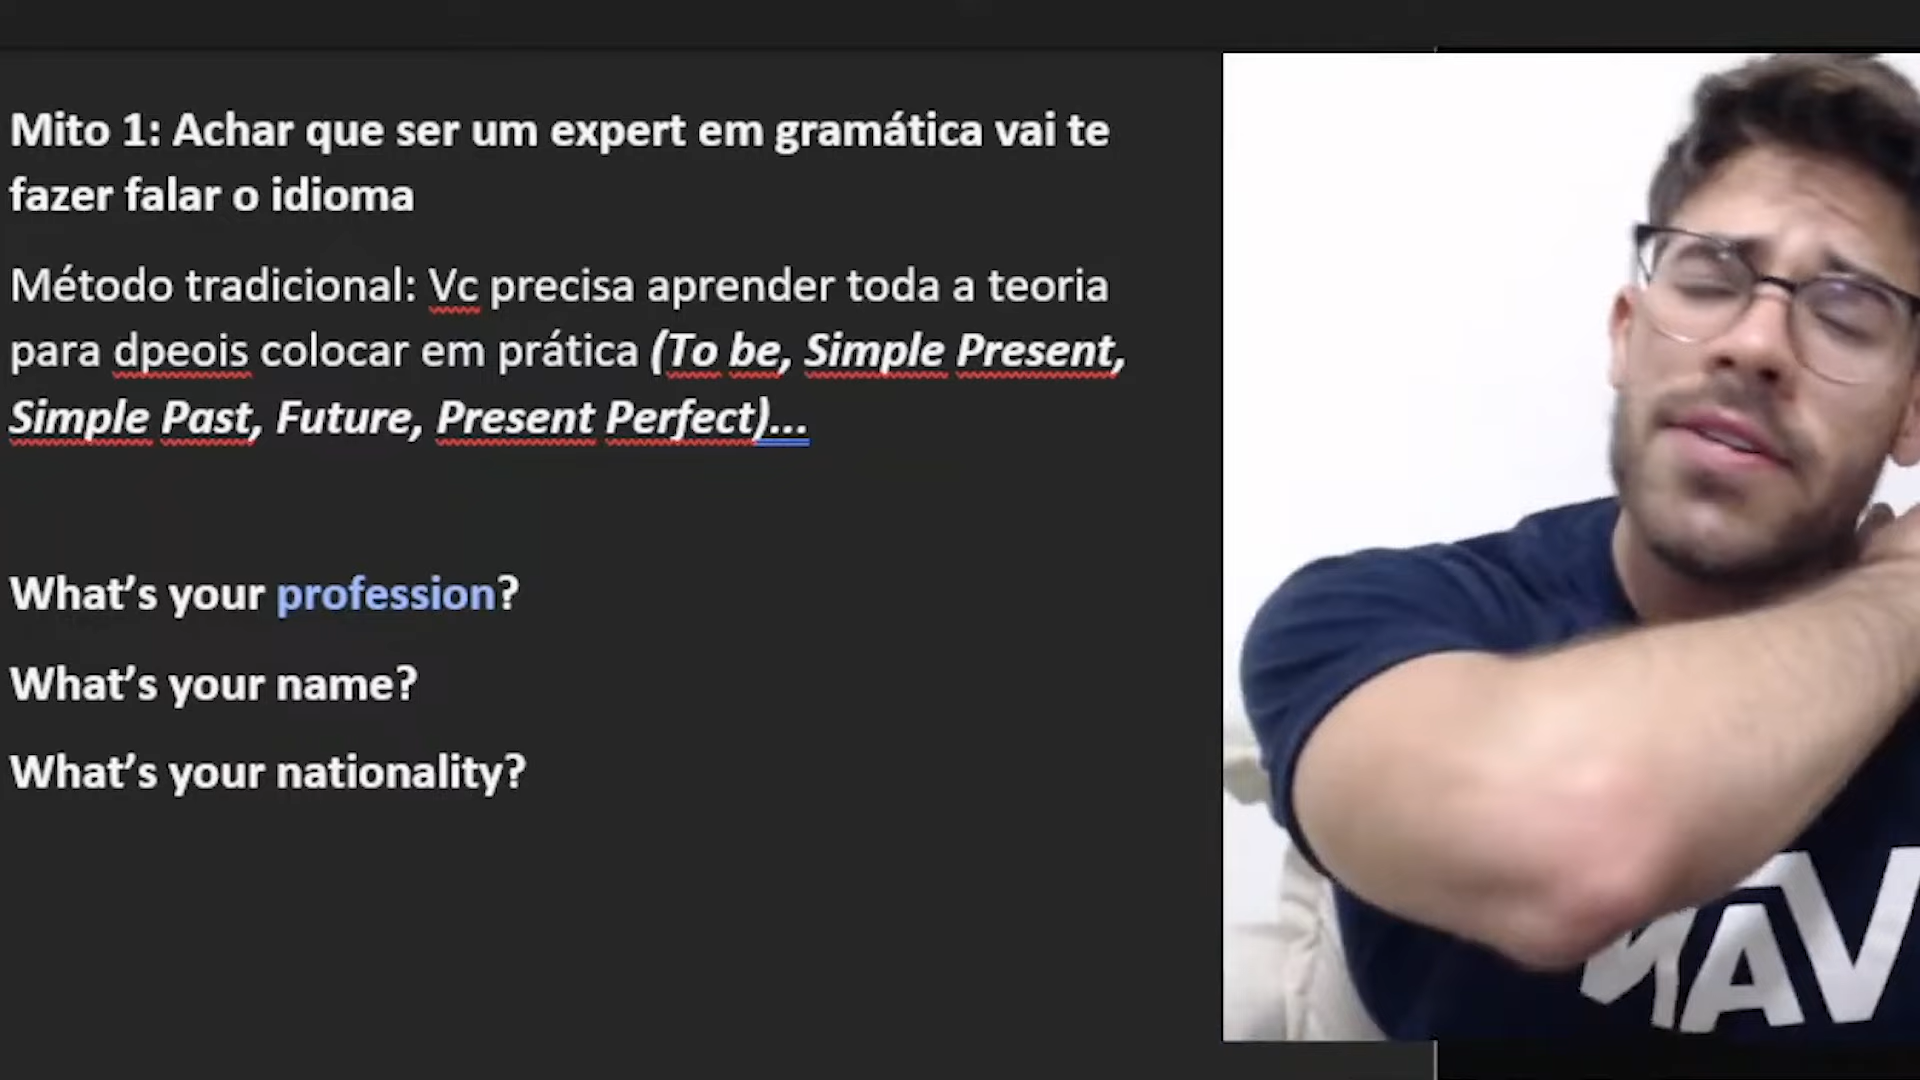 Mito 1: Achar que ser um expert em gramática vai te
fazer falar o idioma
Método tradicional: Vc precisa aprender toda a teoria
para dpeois colocar em prática (To be, Simple Present,
Simple Past, Future, Present Perfect)...
What’s your profession?
What’s your name?
What’s your nationality?